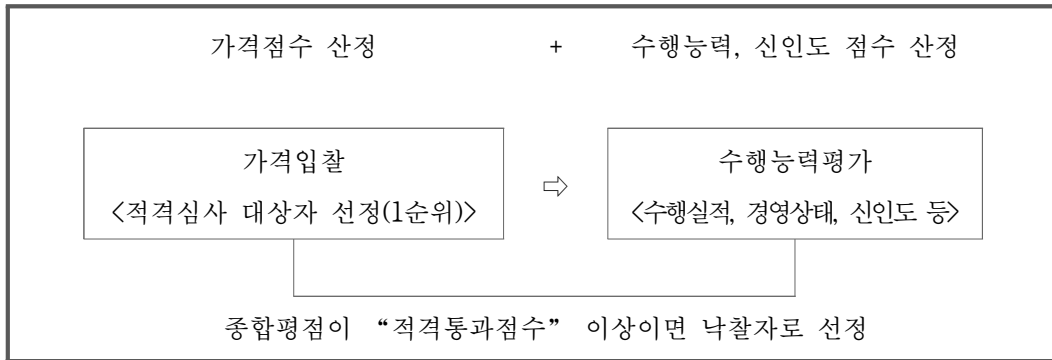 가격점수 산정 + 수행능력, 신인도 점수 산정
가격입찰
<적격심사 대상자 선정(1순위)>
⇨
수행능력평가
<수행실적, 경영상태, 신인도 등>
종합평점이 “적격통과점수” 이상이면 낙찰자로 선정